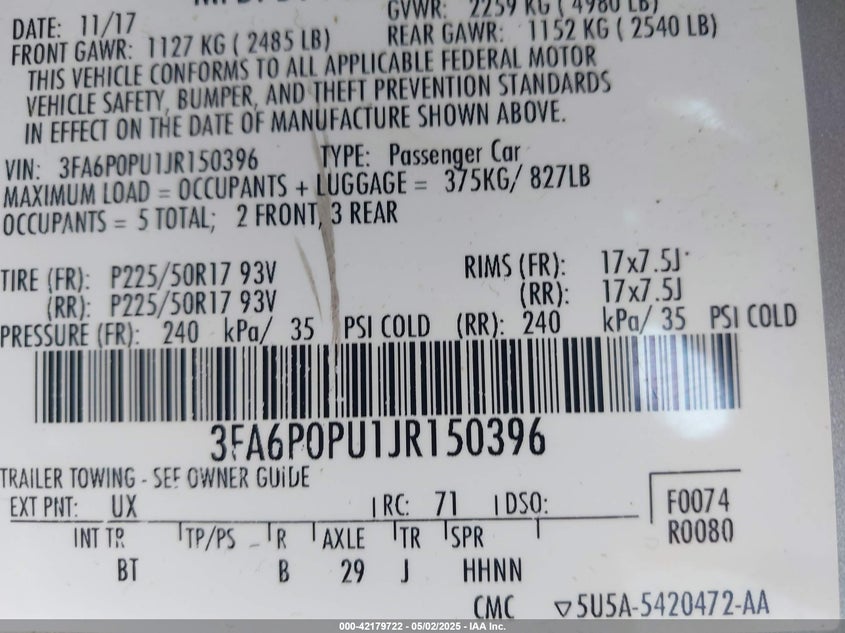 GVWR: 2259 KG ( 4980 LB)
DATE: 11/17
FRONT GAWR: 1127 KG ( 2485 LB) REAR GAWR: 1152 KG ( 2540 LB)
THIS VEHICLE CONFORMS TO ALL APPLICABLE FEDERAL MOTOR
VEHICLE SAFETY, BUMPER, AND THEFT PREVENTION STANDARDS
IN EFFECT ON THE DATE OF MANUFACTURE SHOWN ABOVE.
VIN: 3FA6P0PU1JR150396 TYPE: Passenger Car
MAXIMUM LOAD = OCCUPANTS + LUGGAGE = 375KG/ 827LB
OCCUPANTS = 5 TOTAL; 2 FRONT, 3 REAR
TIRE (FR): P225/50R17 93V RIMS (FR): 17x7.5J
(RR): P225/50R17 93V (RR): 17x7.5J
PRESSURE (FR): 240 kPa/ 35 PSI COLD (RR): 240 kPa/ 35 PSI COLD
3FA6P0PU1JR150396
TRAILER TOWING - SEE OWNER GUIDE
EXT PNT: UX RC: 71 DSO: F0074
INT TR TP/PS R AXLE TR SPR R0080
BT B 29 J HHNN
CMC ▽5U5A-5420472-AA
000-42179722 - 05/02/2025 - IAA Inc.